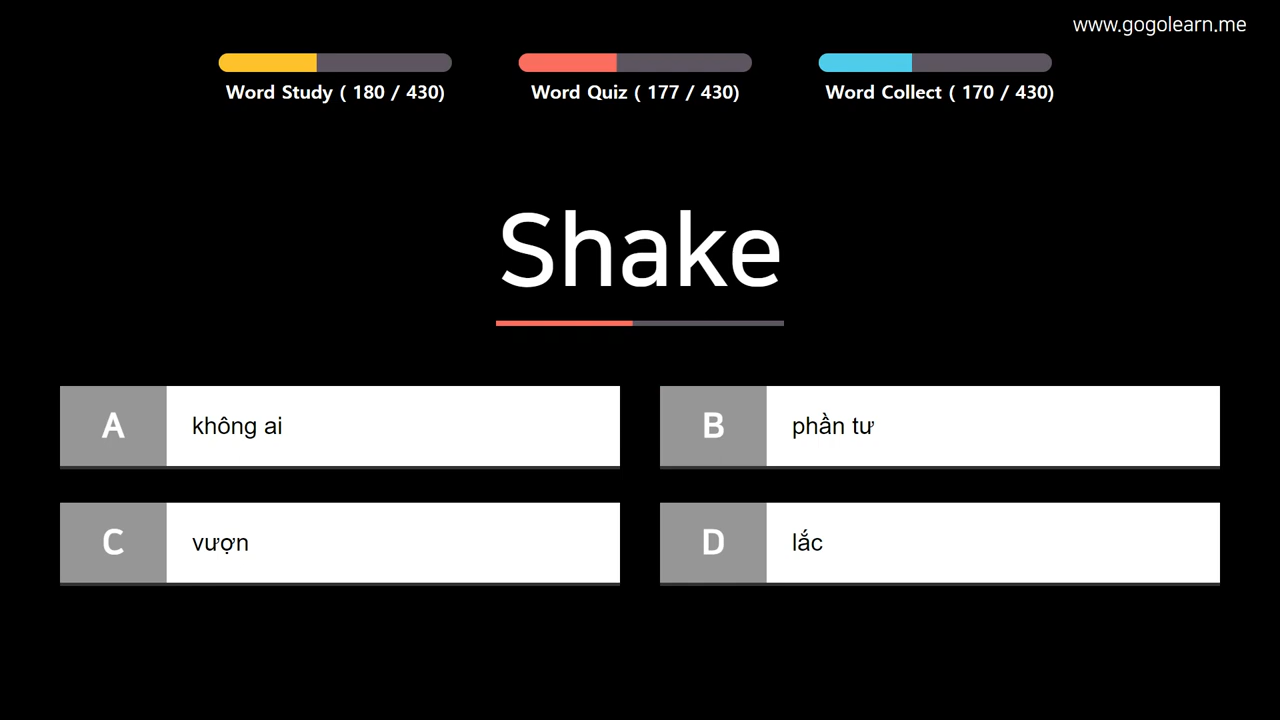 www.gogolearn.me
Word Study ( 180 / 430)
Word Quiz ( 177 / 430)
Word Collect ( 170 / 430)
Shake
A không ai
B phần tư
C vượn
D lắc